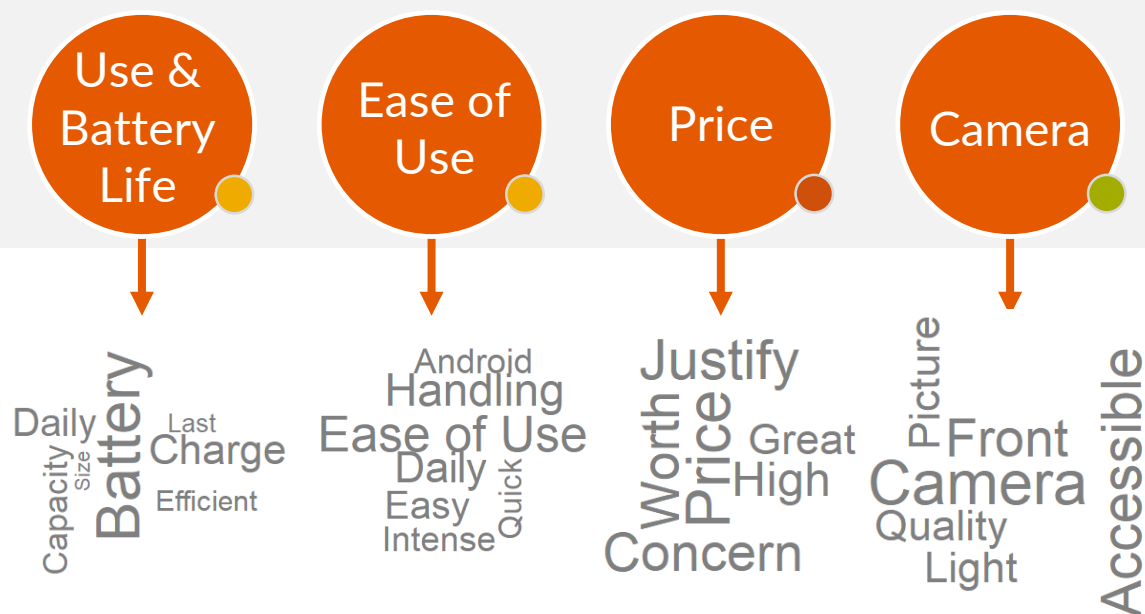 Use &
Battery
Life
Ease of
Use
Price
Camera
Battery
Daily
Last
Charge
Size
Capacity
Efficient
Android
Handling
Ease of Use
Daily
Easy
Quick
Intense
Justify
Worth
Price
Great
High
Concern
Picture
Front
Camera
Quality
Light
Accessible